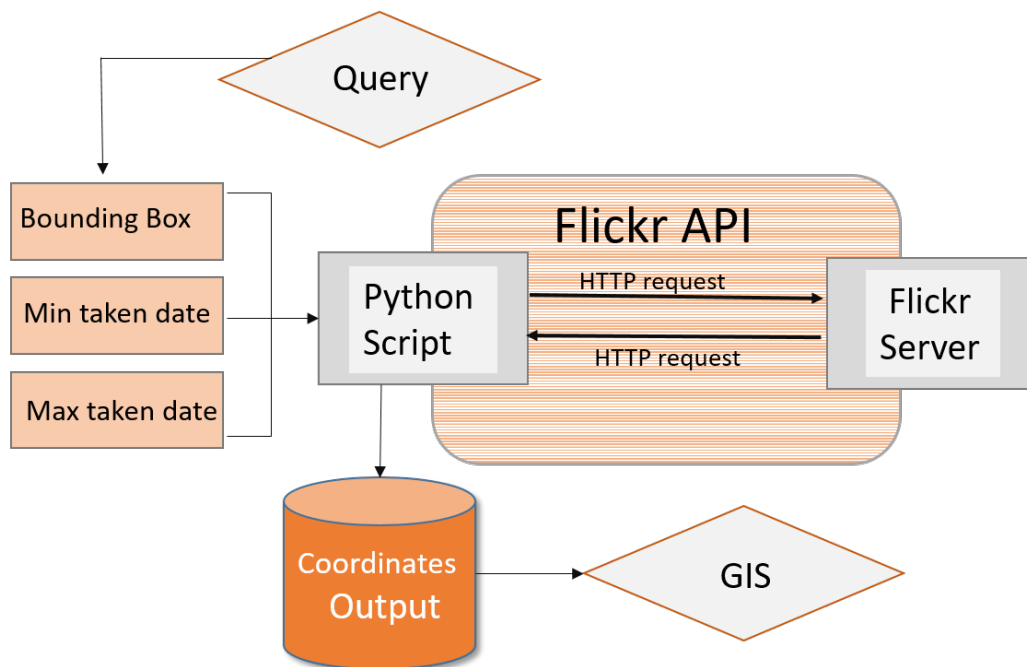 Query
Bounding Box
Min taken date
Max taken date
Flickr API
Python
Script
HTTP request
HTTP request
Flickr
Server
Coordinates
Output
GIS